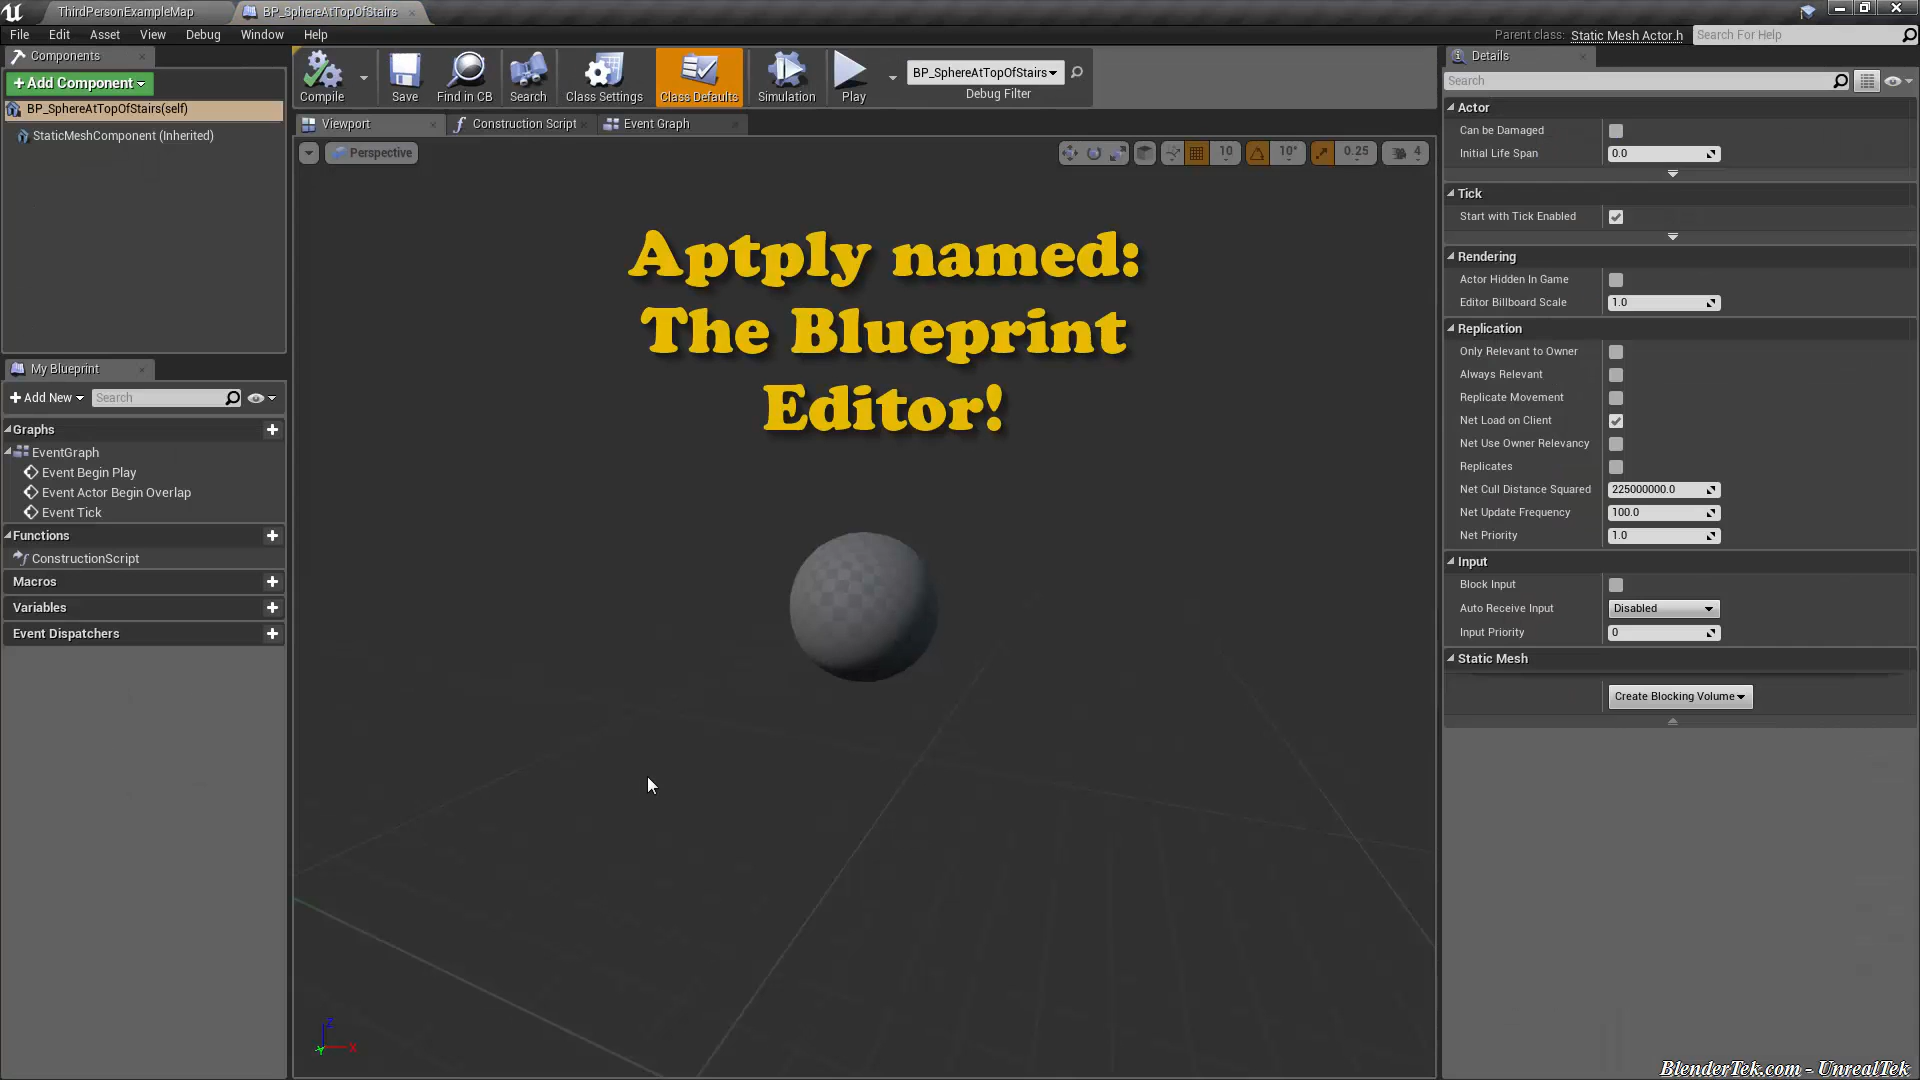 ThirdPersonExampleMap
BP_SphereAtTopOfStairs
File Edit Asset View Debug Window Help
Parent class: Static Mesh Actor.h Search For Help
Components
+Add Component
BP_SphereAtTopOfStairs(self)
StaticMeshComponent (Inherited)
Compile Save Find in CB Search Class Settings Class Defaults Simulation Play
BP_SphereAtTopOfStairs
Debug Filter
Viewport Construction Script Event Graph
Perspective
10 10° 0.25 4
Aptply named:
The Blueprint
Editor!
Z
X
Y
My Blueprint
+Add New Search
Graphs
EventGraph
Event Begin Play
Event Actor Begin Overlap
Event Tick
Functions
ConstructionScript
Macros
Variables
Event Dispatchers
Details
Search
Actor
Can be Damaged
Initial Life Span 0.0
Tick
Start with Tick Enabled
Rendering
Actor Hidden In Game
Editor Billboard Scale 1.0
Replication
Only Relevant to Owner
Always Relevant
Replicate Movement
Net Load on Client
Net Use Owner Relevancy
Replicates
Net Cull Distance Squared 225000000.0
Net Update Frequency 100.0
Net Priority 1.0
Input
Block Input
Auto Receive Input Disabled
Input Priority 0
Static Mesh
Create Blocking Volume
BlenderTek.com - UnrealTek